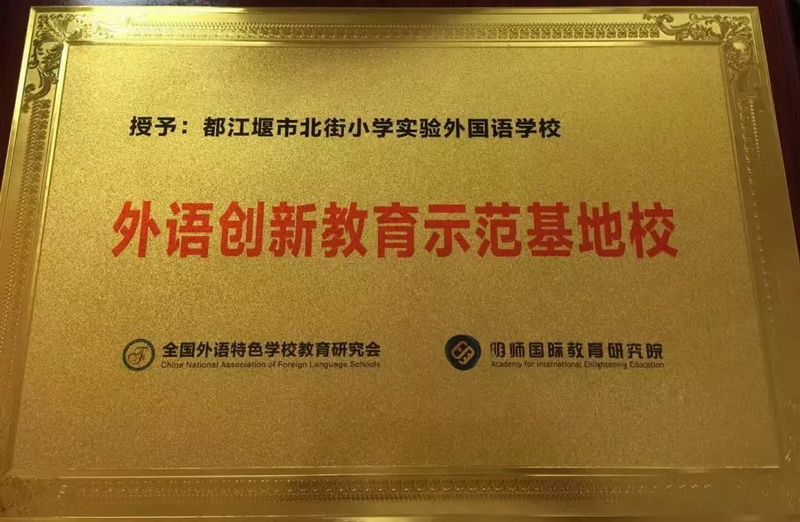 授予：都江堰市北街小学实验外国语学校
外语创新教育示范基地校
全国外语特色学校教育研究会
China National Association of Foreign Language Schools
明师国际教育研究院
Academy for International Enlightening Education